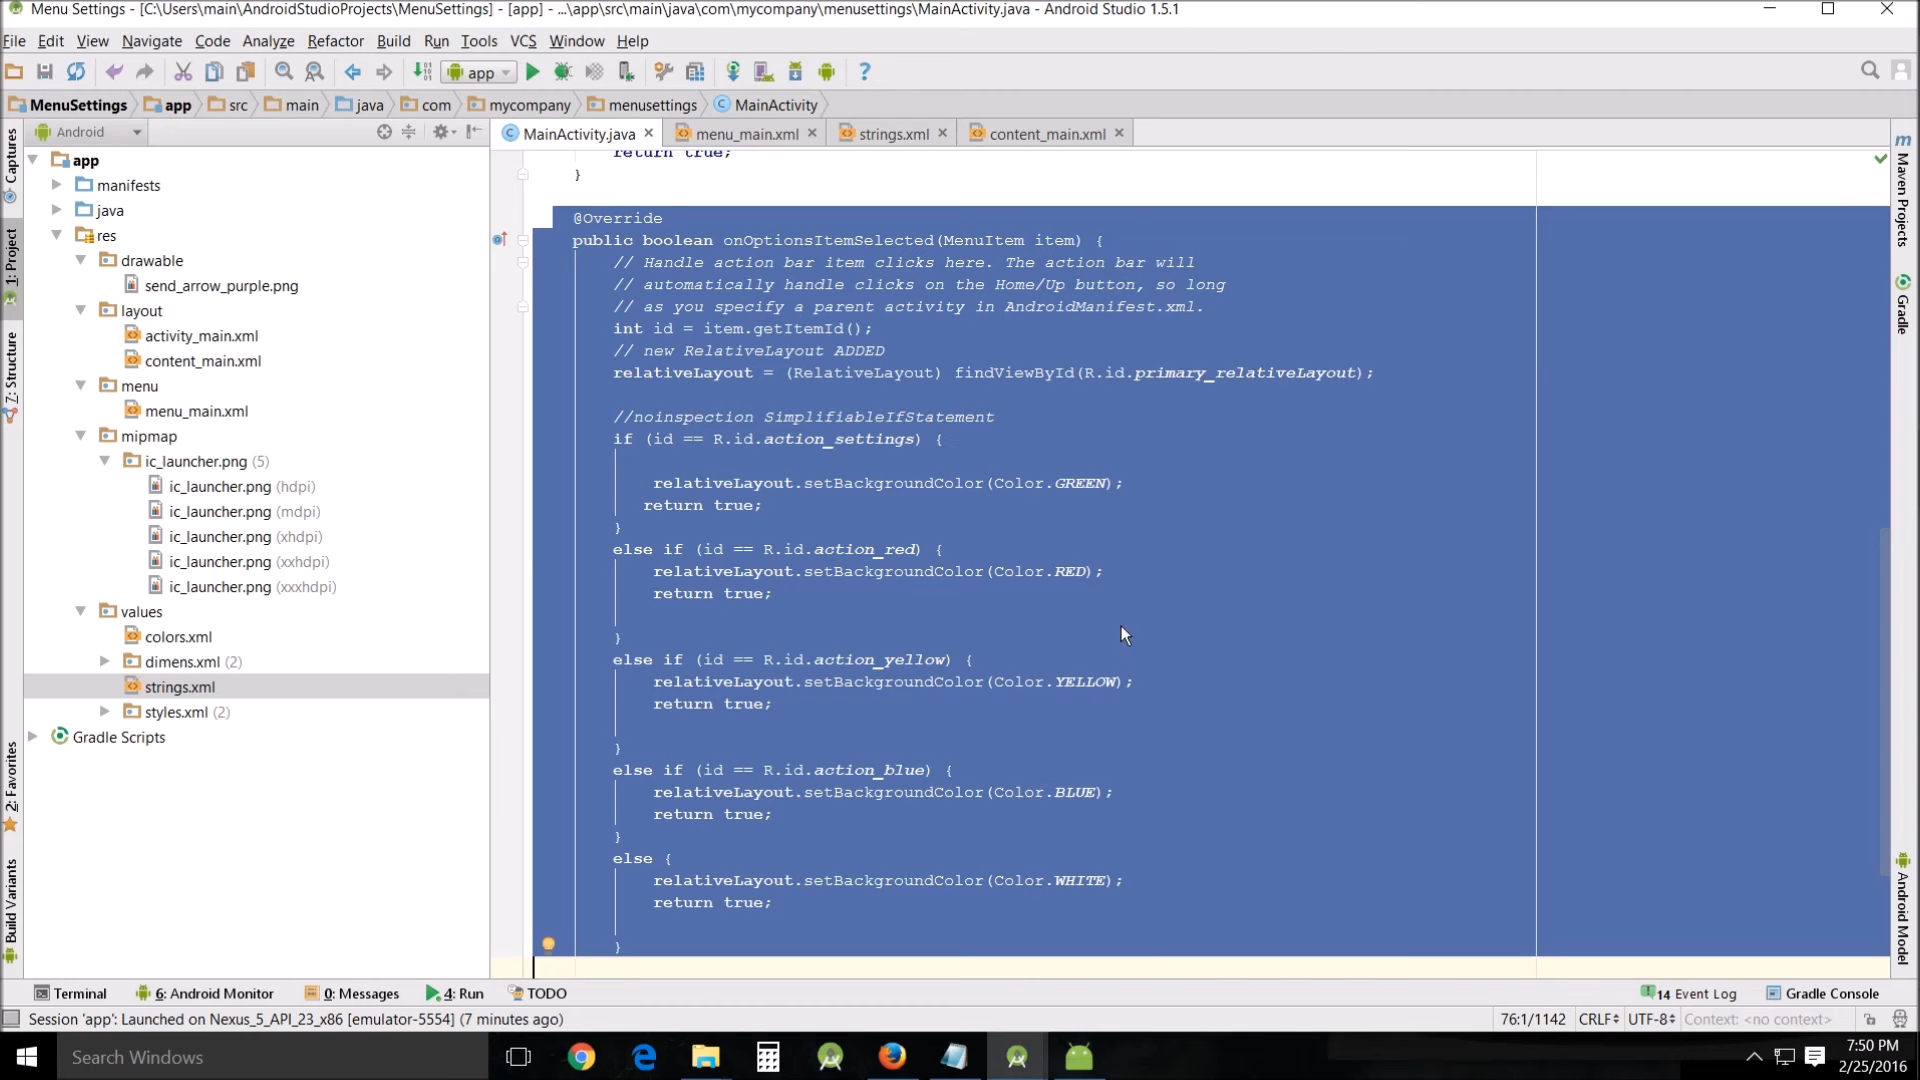 Menu Settings - [C:\Users\main\AndroidStudioProjects\MenuSettings] - [app] - ...\app\src\main\java\com\mycompany\menusettings\MainActivity.java - Android Studio 1.5.1
File Edit View Navigate Code Analyze Refactor Build Run Tools VCS Window Help
app
MenuSettings app src main java com mycompany menusettings MainActivity
Android
MainActivity.java menu_main.xml strings.xml content_main.xml
Captures
1: Project
7: Structure
2: Favorites
Build Variants
app
manifests
java
res
drawable
send_arrow_purple.png
layout
activity_main.xml
content_main.xml
menu
menu_main.xml
mipmap
ic_launcher.png (5)
ic_launcher.png (hdpi)
ic_launcher.png (mdpi)
ic_launcher.png (xhdpi)
ic_launcher.png (xxhdpi)
ic_launcher.png (xxxhdpi)
values
colors.xml
dimens.xml (2)
strings.xml
styles.xml (2)
Gradle Scripts
return true;
}
@Override
public boolean onOptionsItemSelected(MenuItem item) {
// Handle action bar item clicks here. The action bar will
// automatically handle clicks on the Home/Up button, so long
// as you specify a parent activity in AndroidManifest.xml.
int id = item.getItemId();
// new RelativeLayout ADDED
relativeLayout = (RelativeLayout) findViewById(R.id.primary_relativeLayout);
//noinspection SimplifiableIfStatement
if (id == R.id.action_settings) {
relativeLayout.setBackgroundColor(Color.GREEN);
return true;
}
else if (id == R.id.action_red) {
relativeLayout.setBackgroundColor(Color.RED);
return true;
}
else if (id == R.id.action_yellow) {
relativeLayout.setBackgroundColor(Color.YELLOW);
return true;
}
else if (id == R.id.action_blue) {
relativeLayout.setBackgroundColor(Color.BLUE);
return true;
}
else {
relativeLayout.setBackgroundColor(Color.WHITE);
return true;
}
m Maven Projects
Gradle
Android Model
Terminal 6: Android Monitor 0: Messages 4: Run TODO 14 Event Log Gradle Console
Session 'app': Launched on Nexus_5_API_23_x86 [emulator-5554] (7 minutes ago) 76:1/1142 CRLF UTF-8 Context: <no context>
Search Windows
7:50 PM
2/25/2016